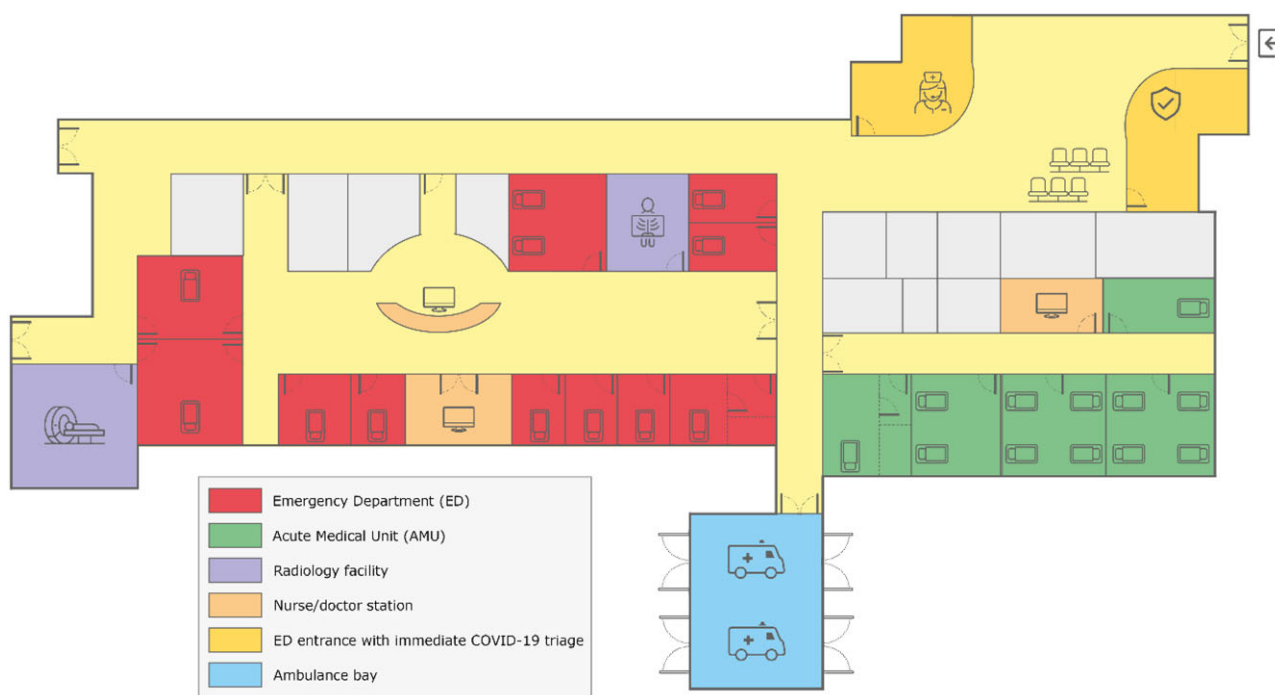 Emergency Department (ED)
Acute Medical Unit (AMU)
Radiology facility
Nurse/doctor station
ED entrance with immediate COVID-19 triage
Ambulance bay